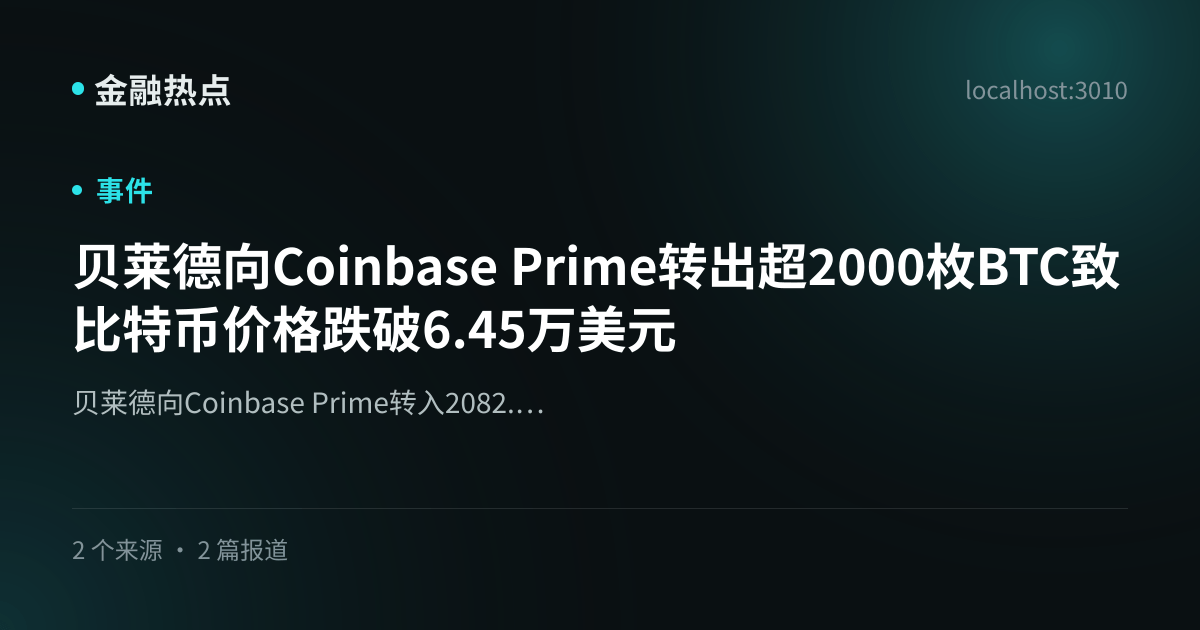 金融热点
localhost:3010
事件
贝莱德向Coinbase Prime转出超2000枚BTC致
比特币价格跌破6.45万美元
贝莱德向Coinbase Prime转入2082.…
2 个来源 · 2 篇报道